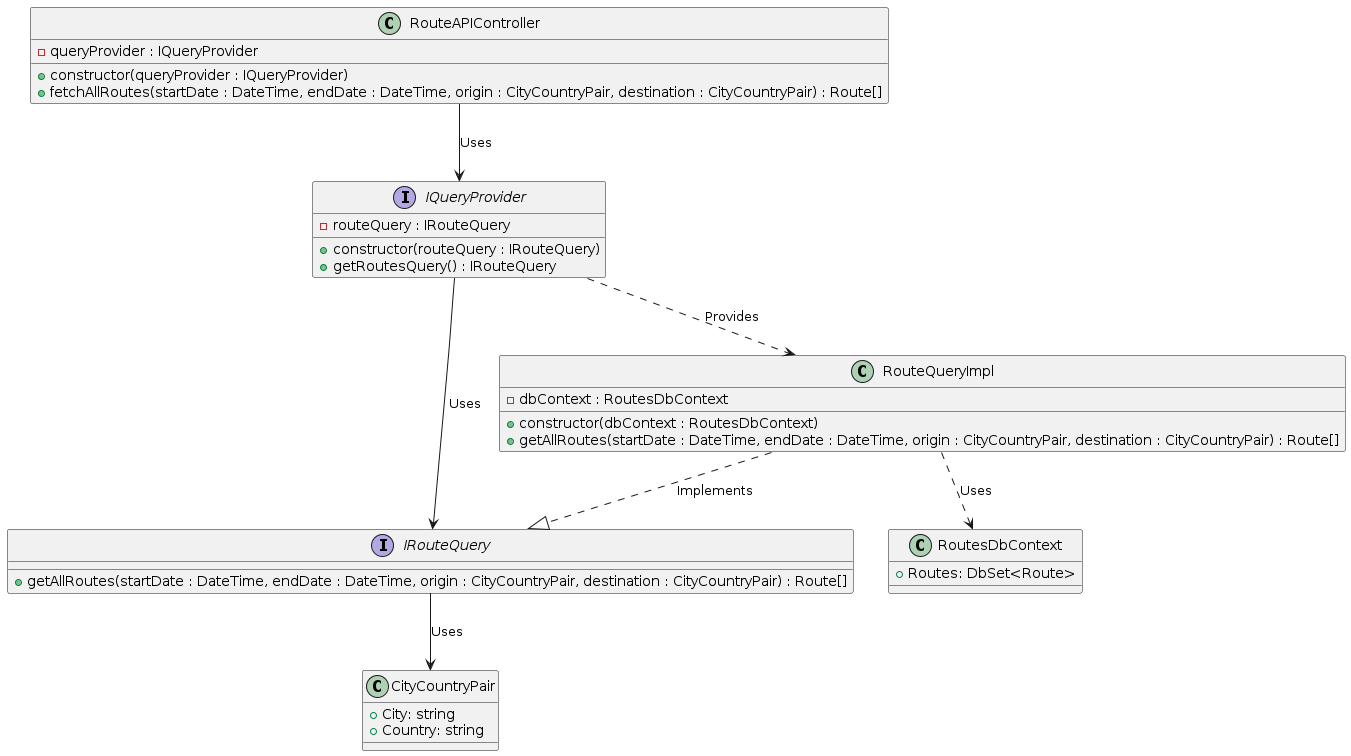 C RouteAPIController
queryProvider : IQueryProvider
constructor(queryProvider : IQueryProvider)
fetchAllRoutes(startDate : DateTime, endDate : DateTime, origin : CityCountryPair, destination : CityCountryPair) : Route[]
Uses
I IQueryProvider
routeQuery : IRouteQuery
constructor(routeQuery : IRouteQuery)
getRoutesQuery() : IRouteQuery
Provides
Uses
C RouteQueryImpl
dbContext : RoutesDbContext
constructor(dbContext : RoutesDbContext)
getAllRoutes(startDate : DateTime, endDate : DateTime, origin : CityCountryPair, destination : CityCountryPair) : Route[]
Implements
Uses
I IRouteQuery
getAllRoutes(startDate : DateTime, endDate : DateTime, origin : CityCountryPair, destination : CityCountryPair) : Route[]
C RoutesDbContext
Routes: DbSet<Route>
Uses
C CityCountryPair
City: string
Country: string